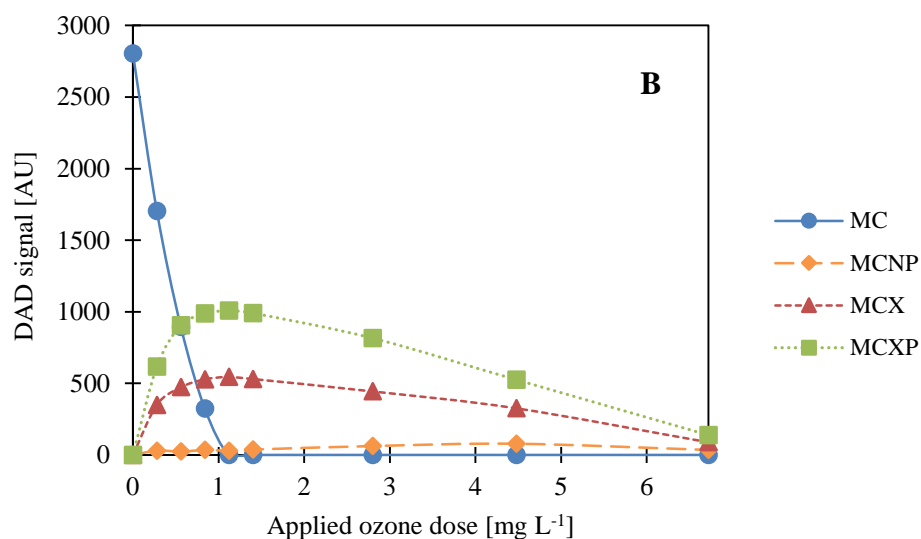 3000
2500
2000
1500
1000
500
0
DAD signal [AU]
B
0 1 2 3 4 5 6
Applied ozone dose [mg L⁻¹]
MC
MCNP
MCX
MCXP